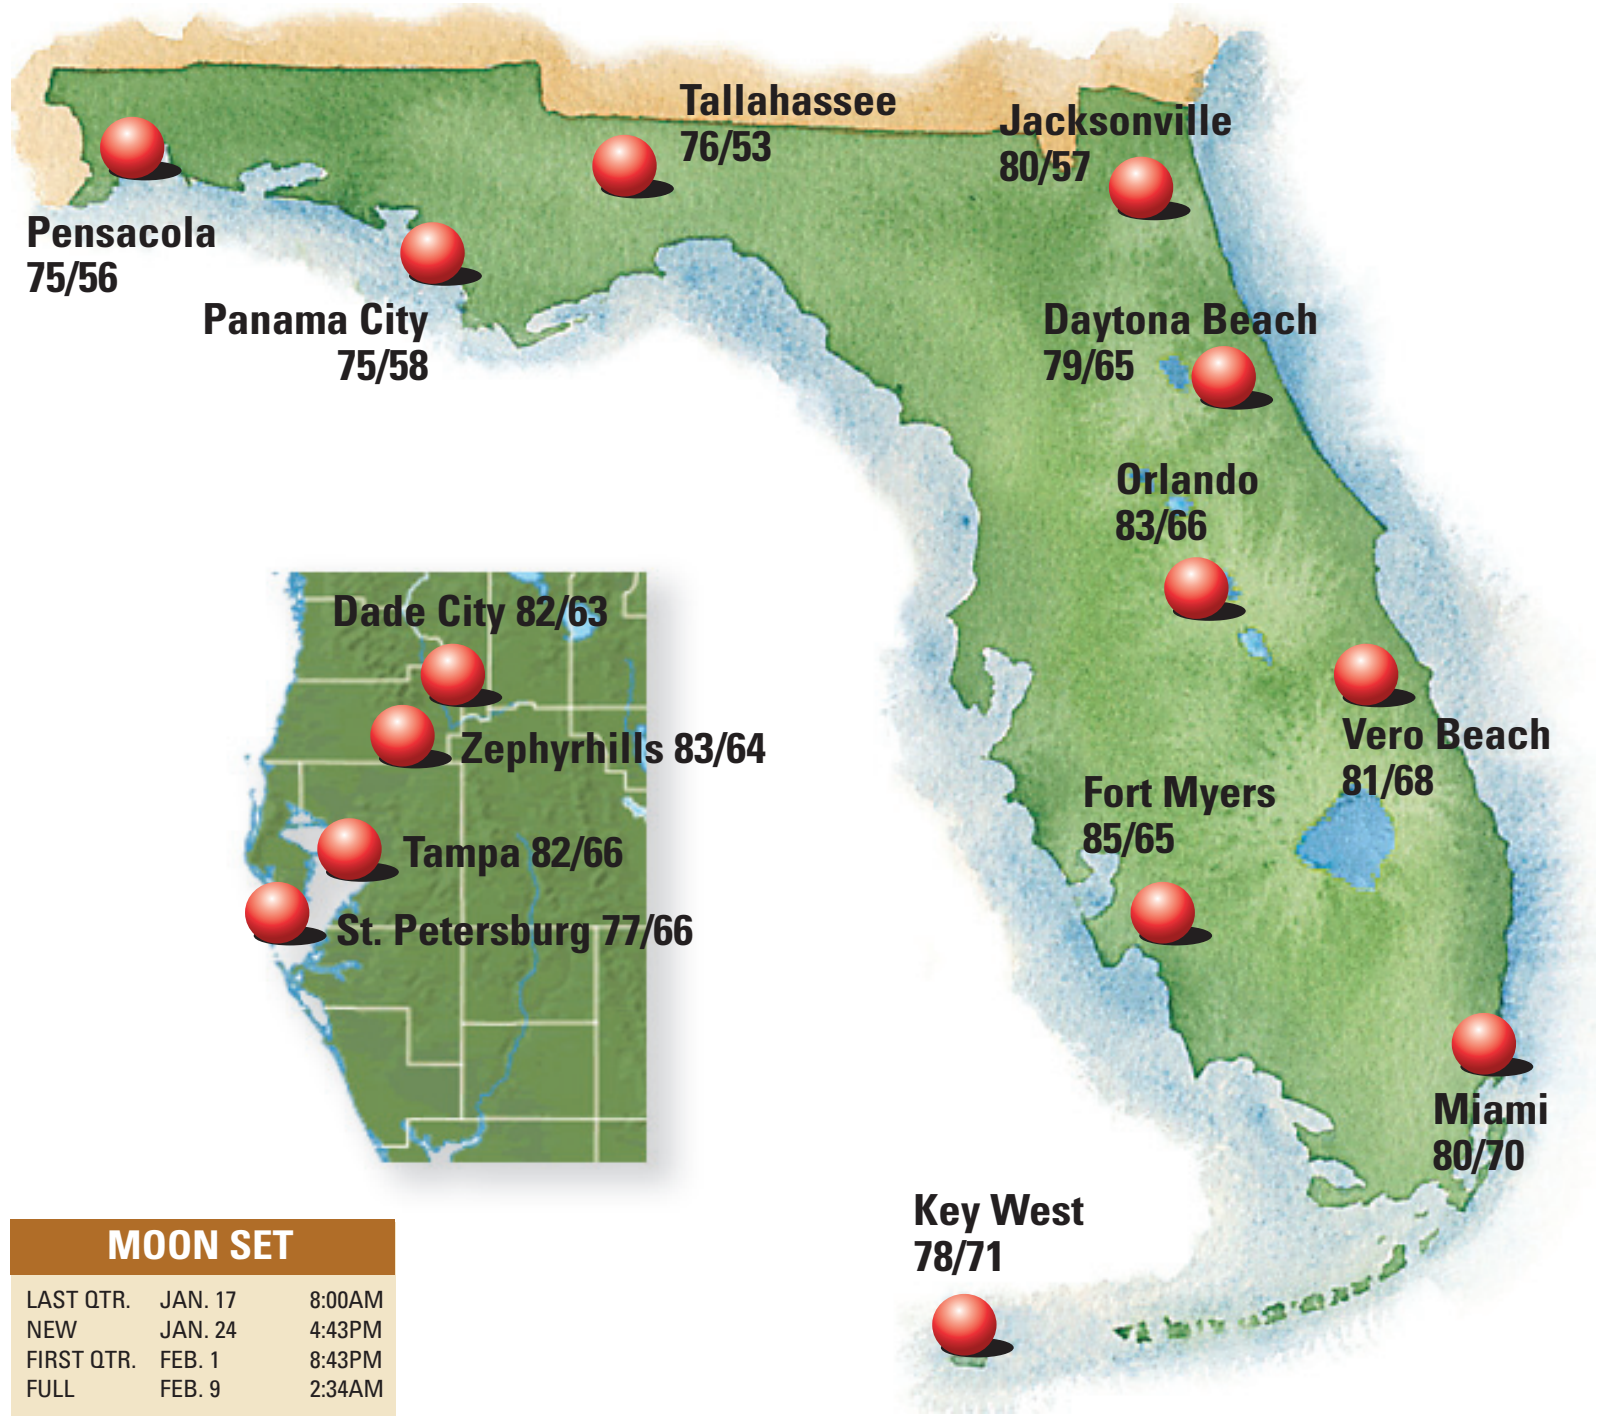 Tallahassee
76/53
Jacksonville
80/57
Pensacola
75/56
Panama City
75/58
Daytona Beach
79/65
Orlando
83/66
Dade City 82/63
Zephyrhills 83/64
Tampa 82/66
St. Petersburg 77/66
Vero Beach
81/68
Fort Myers
85/65
Miami
80/70
Key West
78/71
MOON SET
LAST QTR. JAN. 17 8:00AM
NEW JAN. 24 4:43PM
FIRST QTR. FEB. 1 8:43PM
FULL FEB. 9 2:34AM